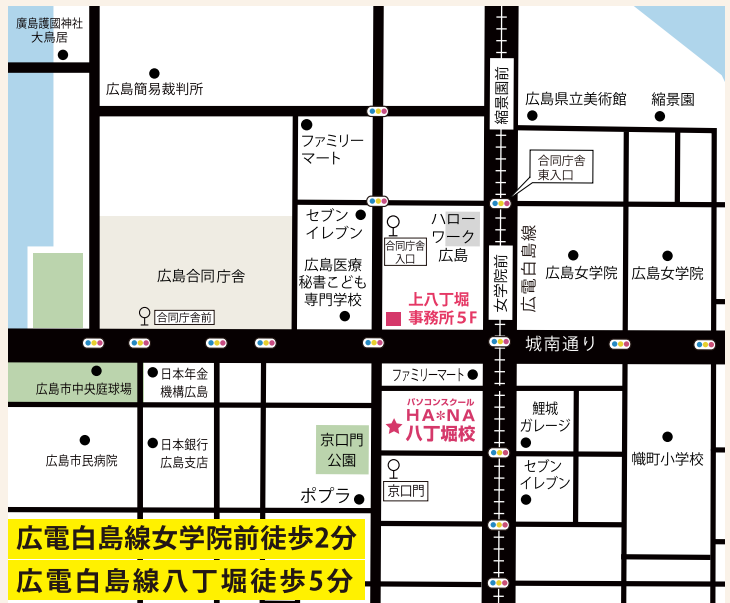 廣島護國神社
大鳥居
広島簡易裁判所
ファミリー
マート
縮景園前
広島県立美術館
縮景園
合同庁舎
東入口
セブン
イレブン
合同庁舎
入口
ハロー
ワーク
広島
広電白島線
女学院前
広島女学院
広島女学院
広島合同庁舎
合同庁舎前
広島医療
秘書こども
専門学校
上八丁堀
事務所5F
城南通り
広島市中央庭球場
日本年金
機構広島
ファミリーマート
パソコンスクール
HA*NA
八丁堀校
鯉城
ガレージ
広島市民病院
日本銀行
広島支店
京口門
公園
京口門
セブン
イレブン
幟町小学校
ポプラ
広電白島線女学院前徒歩2分
広電白島線八丁堀徒歩5分